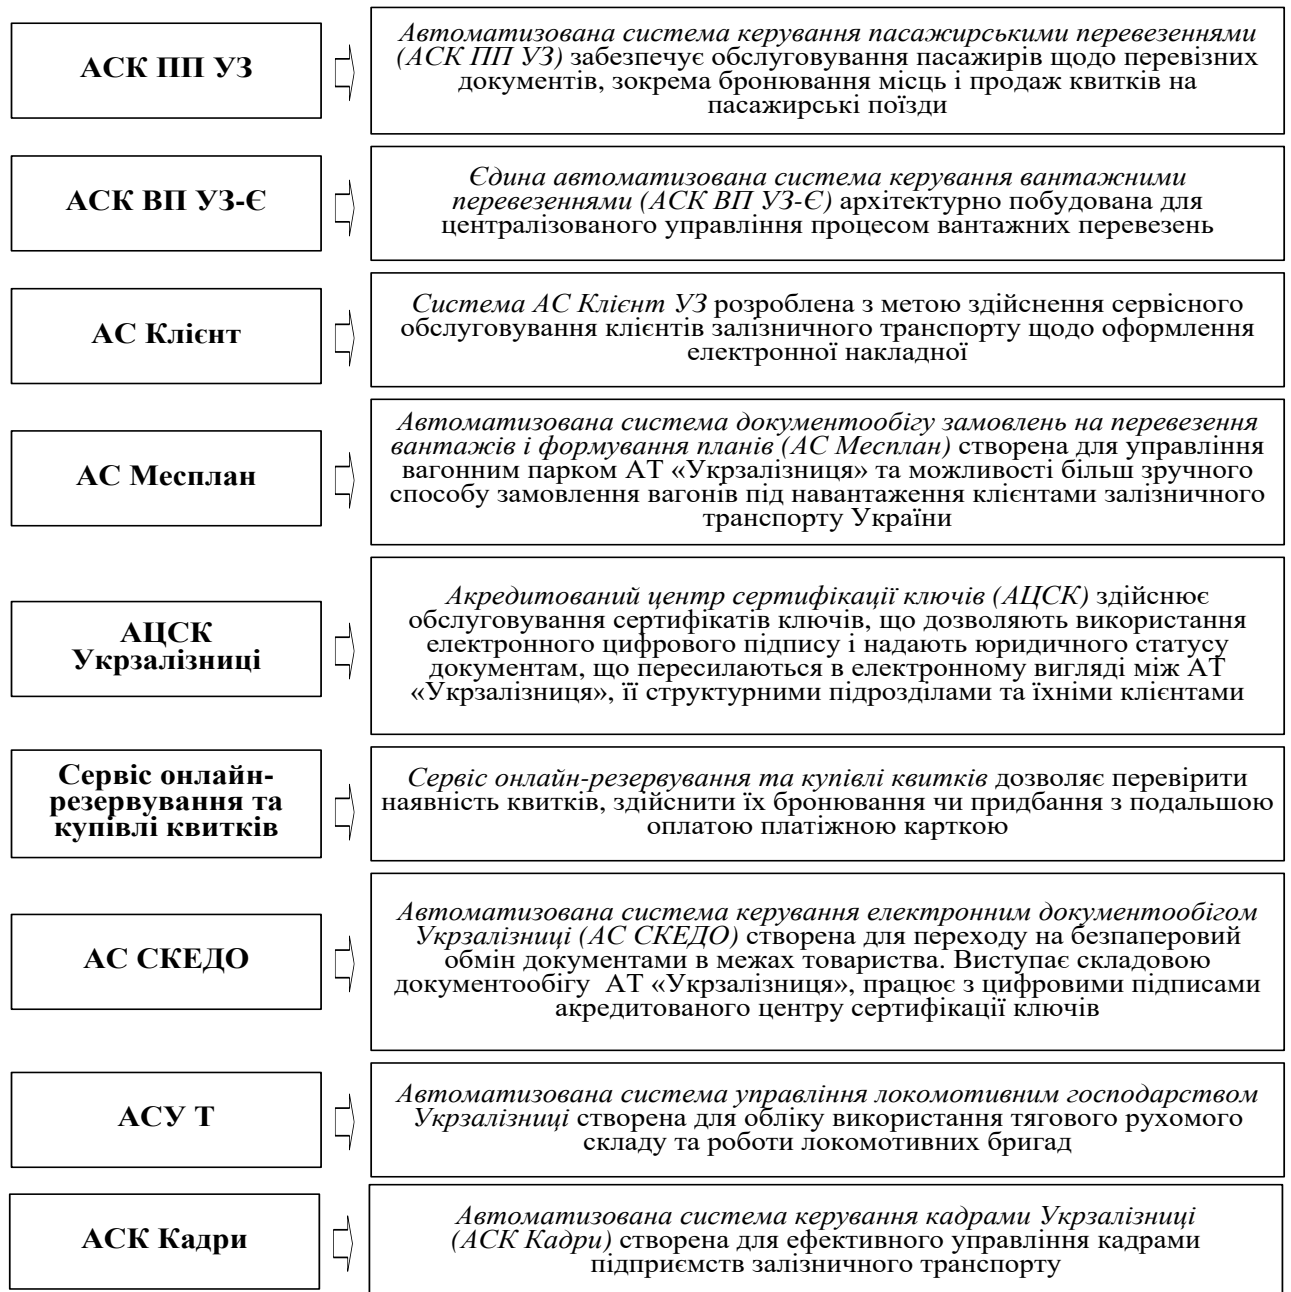 АСК ПП УЗ
Автоматизована система керування пасажирськими перевезеннями
(АСК ПП УЗ) забезпечує обслуговування пасажирів щодо перевізних
документів, зокрема бронювання місць і продаж квитків на
пасажирські поїзди
АСК ВП УЗ-Є
Єдина автоматизована система керування вантажними
перевезеннями (АСК ВП УЗ-Є) архітектурно побудована для
централізованого управління процесом вантажних перевезень
АС Клієнт
Система АС Клієнт УЗ розроблена з метою здійснення сервісного
обслуговування клієнтів залізничного транспорту щодо оформлення
електронної накладної
АС Месплан
Автоматизована система документообігу замовлень на перевезення
вантажів і формування планів (АС Месплан) створена для управління
вагонним парком АТ «Укрзалізниця» та можливості більш зручного
способу замовлення вагонів під навантаження клієнтами залізничного
транспорту України
АЦСК
Укрзалізниці
Акредитований центр сертифікації ключів (АЦСК) здійснює
обслуговування сертифікатів ключів, що дозволяють використання
електронного цифрового підпису і надають юридичного статусу
документам, що пересилаються в електронному вигляді між АТ
«Укрзалізниця», її структурними підрозділами та їхніми клієнтами
Сервіс онлайн-
резервування та
купівлі квитків
Сервіс онлайн-резервування та купівлі квитків дозволяє перевірити
наявність квитків, здійснити їх бронювання чи придбання з подальшою
оплатою платіжною карткою
АС СКЕДО
Автоматизована система керування електронним документообігом
Укрзалізниці (АС СКЕДО) створена для переходу на безпаперовий
обмін документами в межах товариства. Виступає складовою
документообігу АТ «Укрзалізниця», працює з цифровими підписами
акредитованого центру сертифікації ключів
АСУ Т
Автоматизована система управління локомотивним господарством
Укрзалізниці створена для обліку використання тягового рухомого
складу та роботи локомотивних бригад
АСК Кадри
Автоматизована система керування кадрами Укрзалізниці
(АСК Кадри) створена для ефективного управління кадрами
підприємств залізничного транспорту